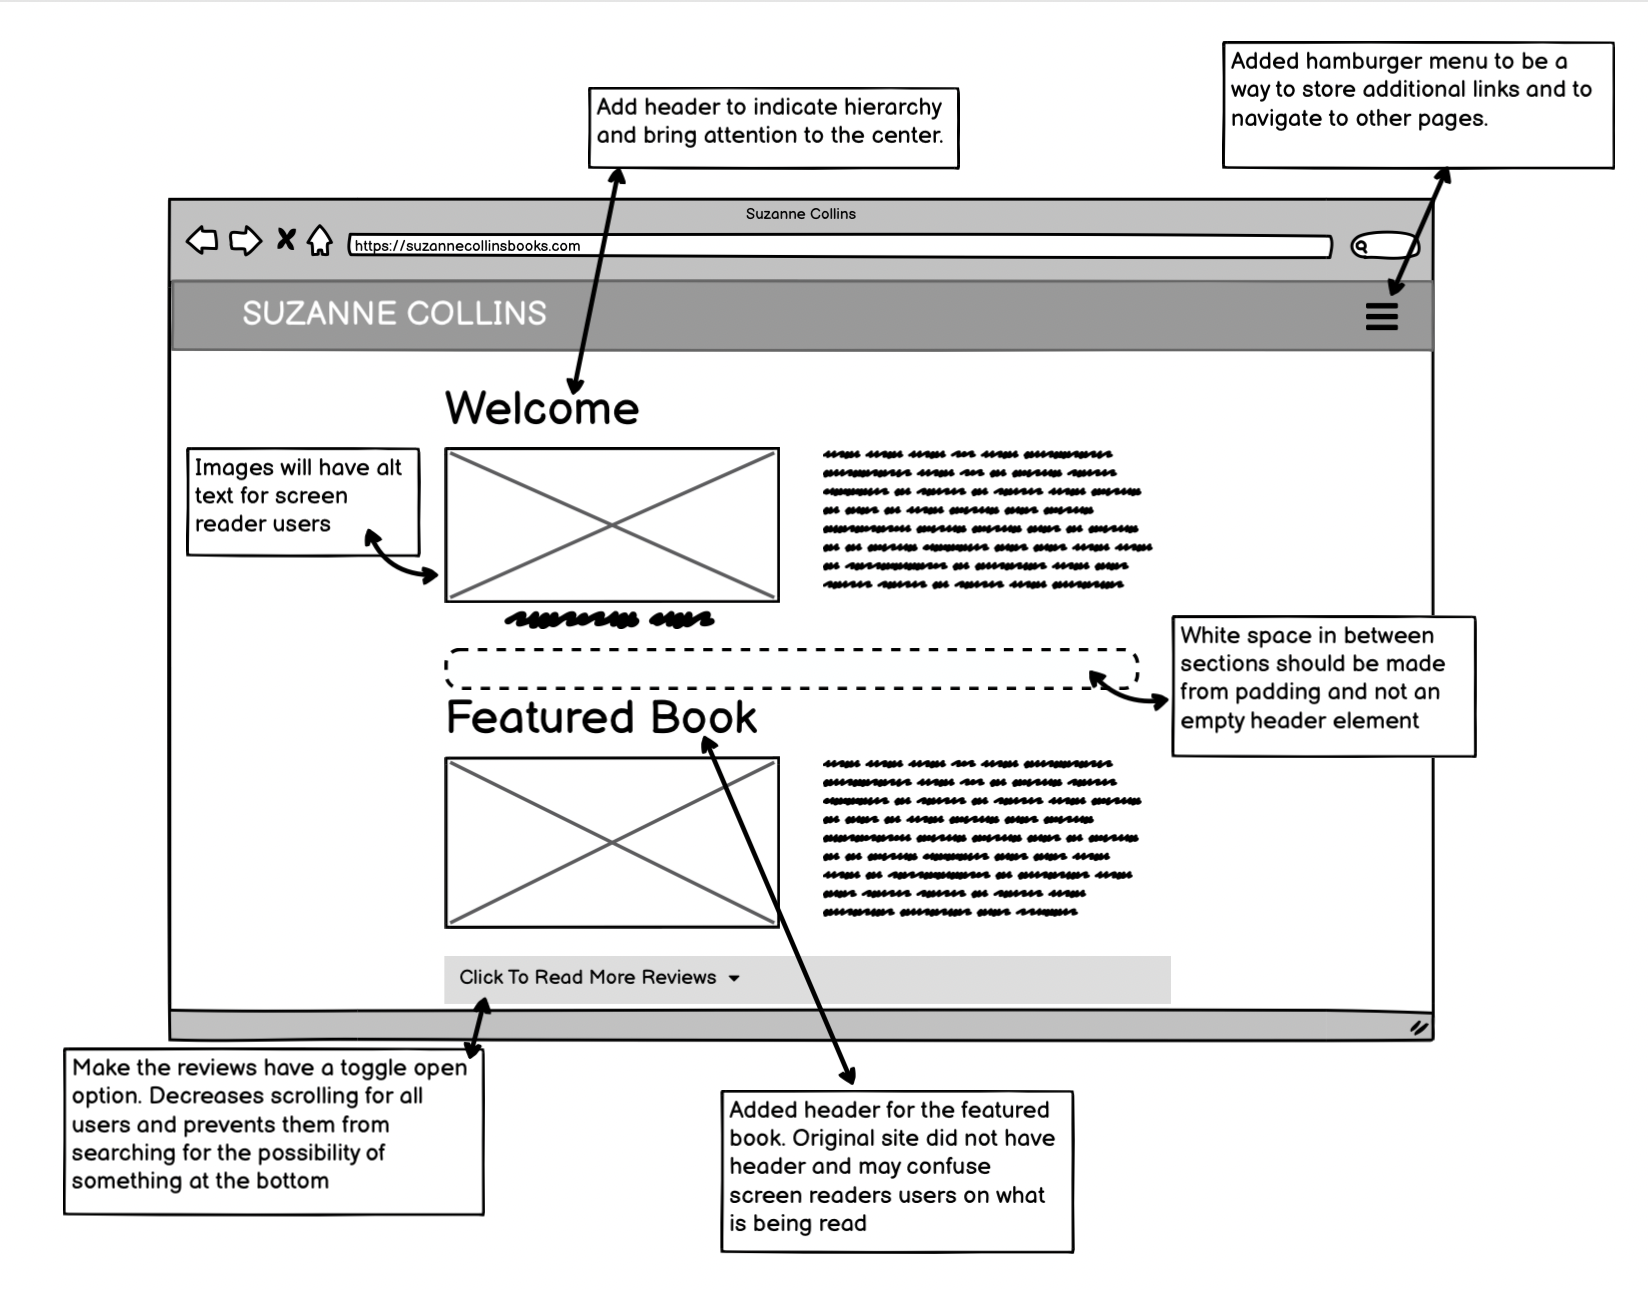 Added hamburger menu to be a
way to store additional links and to
navigate to other pages.
Add header to indicate hierarchy
and bring attention to the center.
Suzanne Collins
https://suzannecollinsbooks.com
SUZANNE COLLINS
Welcome
Images will have alt
text for screen
reader users
White space in between
sections should be made
from padding and not an
empty header element
Featured Book
Click To Read More Reviews
Make the reviews have a toggle open
option. Decreases scrolling for all
users and prevents them from
searching for the possibility of
something at the bottom
Added header for the featured
book. Original site did not have
header and may confuse
screen readers users on what
is being read